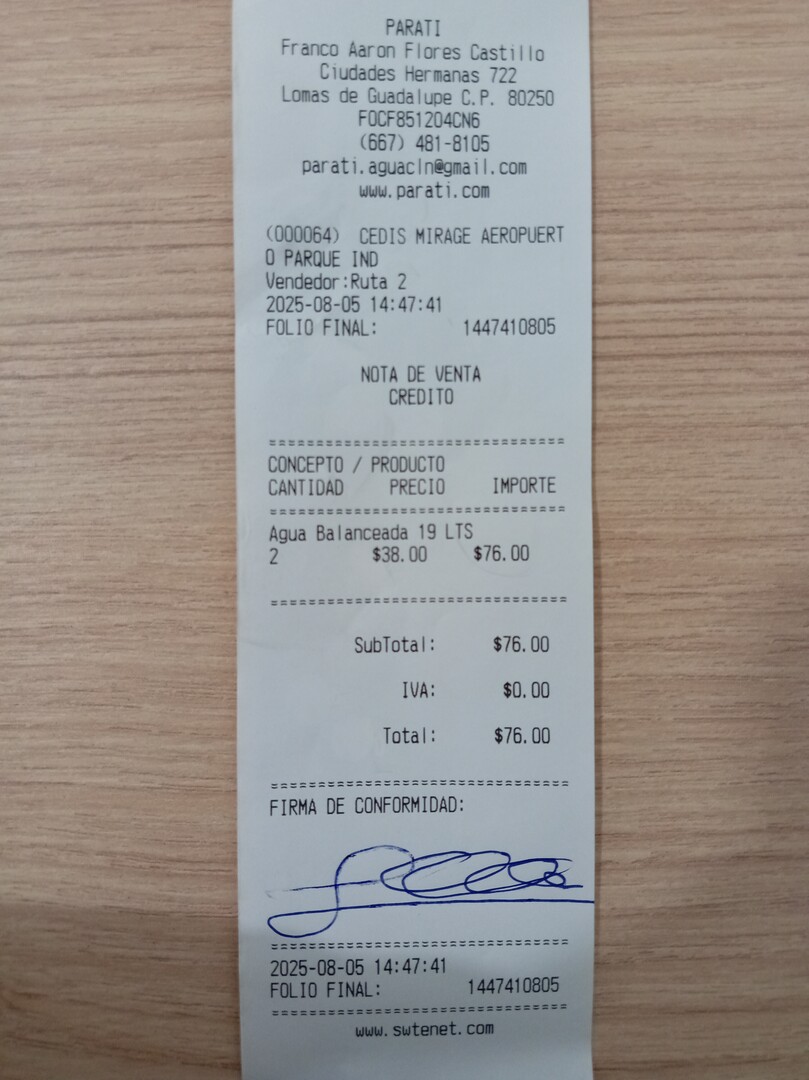 PARATI
Franco Aaron Flores Castillo
Ciudades Hermanas 722
Lomas de Guadalupe C.P. 80250
FOCF851204CN6
(667) 481-8105
parati.aguacln@gmail.com
www.parati.com
(000064) CEDIS MIRAGE AEROPUERT
O PARQUE IND
Vendedor:Ruta 2
2025-08-05 14:47:41
FOLIO FINAL: 1447410805
NOTA DE VENTA
CREDITO
===============================
CONCEPTO / PRODUCTO
CANTIDAD PRECIO IMPORTE
===============================
Agua Balanceada 19 LTS
2 $38.00 $76.00
===============================
SubTotal: $76.00
IVA: $0.00
Total: $76.00
===============================
FIRMA DE CONFORMIDAD:
===============================
2025-08-05 14:47:41
FOLIO FINAL: 1447410805
===============================
www.swtenet.com